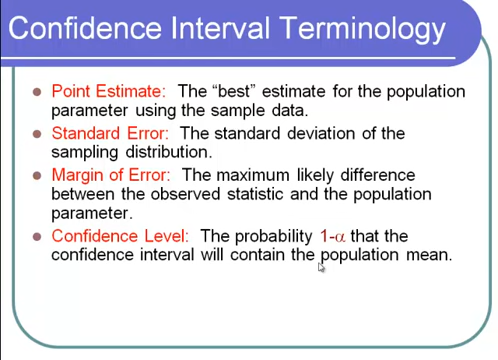 Confidence Interval Terminology
Point Estimate: The “best” estimate for the population
parameter using the sample data.
Standard Error: The standard deviation of the
sampling distribution.
Margin of Error: The maximum likely difference
between the observed statistic and the population
parameter.
Confidence Level: The probability 1-α that the
confidence interval will contain the population mean.